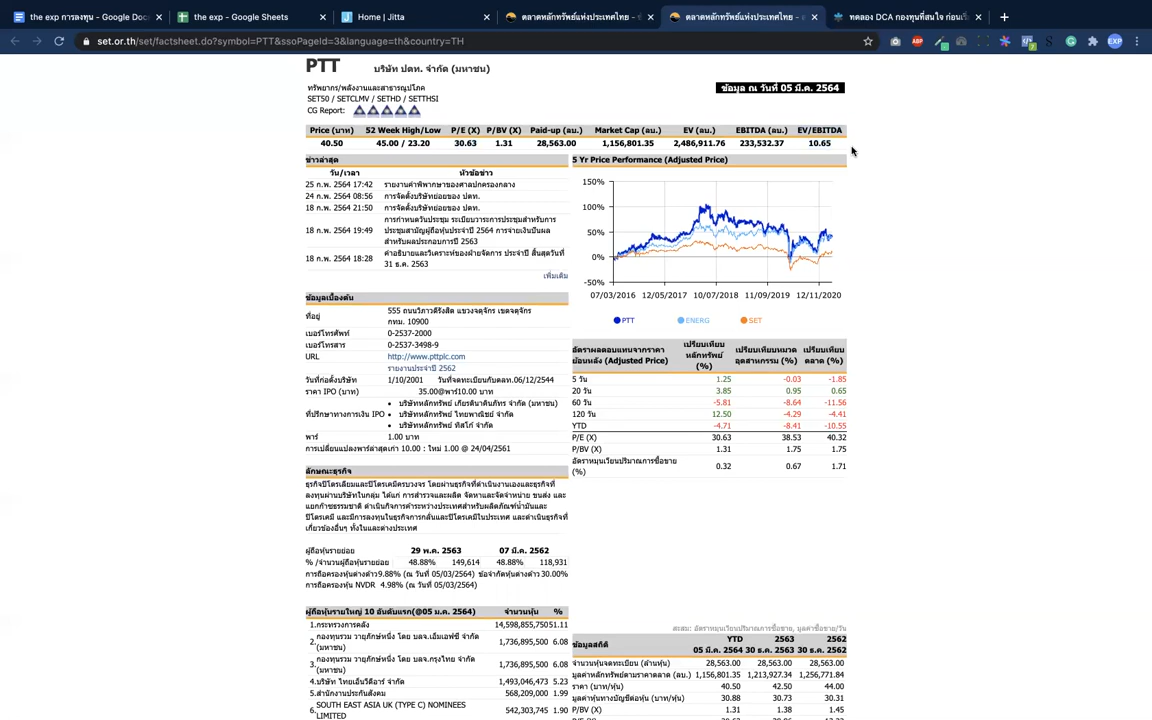 the exp การลงทุน - Google Doc
the exp - Google Sheets
Home | Jitta
ตลาดหลักทรัพย์แห่งประเทศไทย -
ตลาดหลักทรัพย์แห่งประเทศไทย -
ทดลอง DCA กองทุนที่สนใจ ก่อนเริ่
set.or.th/set/factsheet.do?symbol=PTT&ssoPageId=3&language=th&country=TH
PTT บริษัท ปตท. จำกัด (มหาชน)
ทรัพยากร/พลังงานและสาธารณูปโภค
ข้อมูล ณ วันที่ 05 มี.ค. 2564
SET50 / SETCLMV / SETHD / SETTHSI
CG Report:
Price (บาท) 52 Week High/Low P/E (X) P/BV (X) Paid-up (ลบ.) Market Cap (ลบ.) EV (ลบ.) EBITDA (ลบ.) EV/EBITDA
40.50 45.00 / 23.20 30.63 1.31 28,563.00 1,156,801.35 2,486,911.76 233,532.37 10.65
ข่าวล่าสุด
วัน/เวลา หัวข้อข่าว
25 ก.พ. 2564 17:42 รายงานคำพิพากษาของศาลปกครองกลาง
24 ก.พ. 2564 08:56 การจัดตั้งบริษัทย่อยของ ปตท.
18 ก.พ. 2564 21:50 การจัดตั้งบริษัทย่อยของ ปตท.
การกำหนดวันประชุม ระเบียบวาระการประชุมสำหรับการ
18 ก.พ. 2564 19:49 ประชุมสามัญผู้ถือหุ้นประจำปี 2564 การจ่ายเงินปันผล
สำหรับผลประกอบการปี 2563
18 ก.พ. 2564 18:28 คำอธิบายและวิเคราะห์ของฝ่ายจัดการ ประจำปี สิ้นสุดวันที่
31 ธ.ค. 2563
เพิ่มเติม
5 Yr Price Performance (Adjusted Price)
150%
100%
50%
0%
-50%
07/03/2016 12/05/2017 10/07/2018 11/09/2019 12/11/2020
PTT ENERG SET
ข้อมูลเบื้องต้น
ที่อยู่ 555 ถนนวิภาวดีรังสิต แขวงจตุจักร เขตจตุจักร
กทม. 10900
เบอร์โทรศัพท์ 0-2537-2000
เบอร์โทรสาร 0-2537-3498-9
URL http://www.pttplc.com
รายงานประจำปี 2562
วันที่ก่อตั้งบริษัท 1/10/2001 วันที่จดทะเบียนกับตลท.06/12/2544
ราคา IPO (บาท) 35.00@พาร์10.00 บาท
• บริษัทหลักทรัพย์ เกียรตินาคินภัทร จำกัด (มหาชน)
ที่ปรึกษาทางการเงิน IPO • บริษัทหลักทรัพย์ ไทยพาณิชย์ จำกัด
• บริษัทหลักทรัพย์ ทิสโก้ จำกัด
พาร์ 1.00 บาท
การเปลี่ยนแปลงพาร์ล่าสุดเก่า 10.00 : ใหม่ 1.00 @ 24/04/2561
อัตราผลตอบแทนจากราคาย้อนหลัง (Adjusted Price) เปรียบเทียบหลักทรัพย์ (%) เปรียบเทียบหมวดอุตสาหกรรม (%) เปรียบเทียบตลาด (%)
5 วัน 1.25 -0.03 -1.85
20 วัน 3.85 0.95 0.65
60 วัน -5.81 -8.64 -11.56
120 วัน 12.50 -4.29 -4.41
YTD -4.71 -8.41 -10.55
P/E (X) 30.63 38.53 40.32
P/BV (X) 1.31 1.75 1.75
อัตราหมุนเวียนปริมาณการซื้อขาย (%) 0.32 0.67 1.71
ลักษณะธุรกิจ
ธุรกิจปิโตรเลียมและปิโตรเคมีครบวงจร โดยผ่านธุรกิจที่ดำเนินงานเองและธุรกิจที่
ลงทุนผ่านบริษัทในกลุ่ม ได้แก่ การสำรวจและผลิต จัดหาและจัดจำหน่าย ขนส่ง และ
แยกก๊าซธรรมชาติ ดำเนินกิจการค้าระหว่างประเทศสำหรับผลิตภัณฑ์น้ำมันและ
ปิโตรเคมี และมีการลงทุนในธุรกิจการกลั่นและปิโตรเคมีในประเทศ และดำเนินธุรกิจที่
เกี่ยวข้องอื่นๆ ทั้งในและต่างประเทศ
ผู้ถือหุ้นรายย่อย 29 พ.ค. 2563 07 มี.ค. 2562
% /จำนวนผู้ถือหุ้นรายย่อย 48.88% 149,614 48.88% 118,931
การถือครองหุ้นต่างด้าว9.88% (ณ วันที่ 05/03/2564) ข้อจำกัดหุ้นต่างด้าว 30.00%
การถือครองหุ้น NVDR 4.98% (ณ วันที่ 05/03/2564)
ผู้ถือหุ้นรายใหญ่ 10 อันดับแรก(@05 ม.ค. 2564) จำนวนหุ้น %
1.กระทรวงการคลัง 14,598,855,75051.11
2.กองทุนรวม วายุภักษ์หนึ่ง โดย บลจ.เอ็มเอฟซี จำกัด (มหาชน) 1,736,895,500 6.08
3.กองทุนรวม วายุภักษ์หนึ่ง โดย บลจ.กรุงไทย จำกัด (มหาชน) 1,736,895,500 6.08
4.บริษัท ไทยเอ็นวีดีอาร์ จำกัด 1,493,046,473 5.23
5.สำนักงานประกันสังคม 568,209,000 1.99
6.SOUTH EAST ASIA UK (TYPE C) NOMINEES LIMITED 542,303,745 1.90
สะสม: อัตราหมุนเวียนปริมาณการซื้อขาย, มูลค่าซื้อขาย/วัน
ข้อมูลสถิติ YTD 2563 2562
05 มี.ค. 2564 30 ธ.ค. 2563 30 ธ.ค. 2562
จำนวนหุ้นจดทะเบียน (ล้านหุ้น) 28,563.00 28,563.00 28,563.00
มูลค่าหลักทรัพย์ตามราคาตลาด (ลบ.) 1,156,801.35 1,213,927.34 1,256,771.84
ราคา (บาท/หุ้น) 40.50 42.50 44.00
มูลค่าหุ้นทางบัญชีต่อหุ้น (บาท/หุ้น) 30.88 30.73 30.31
P/BV (X) 1.31 1.38 1.45